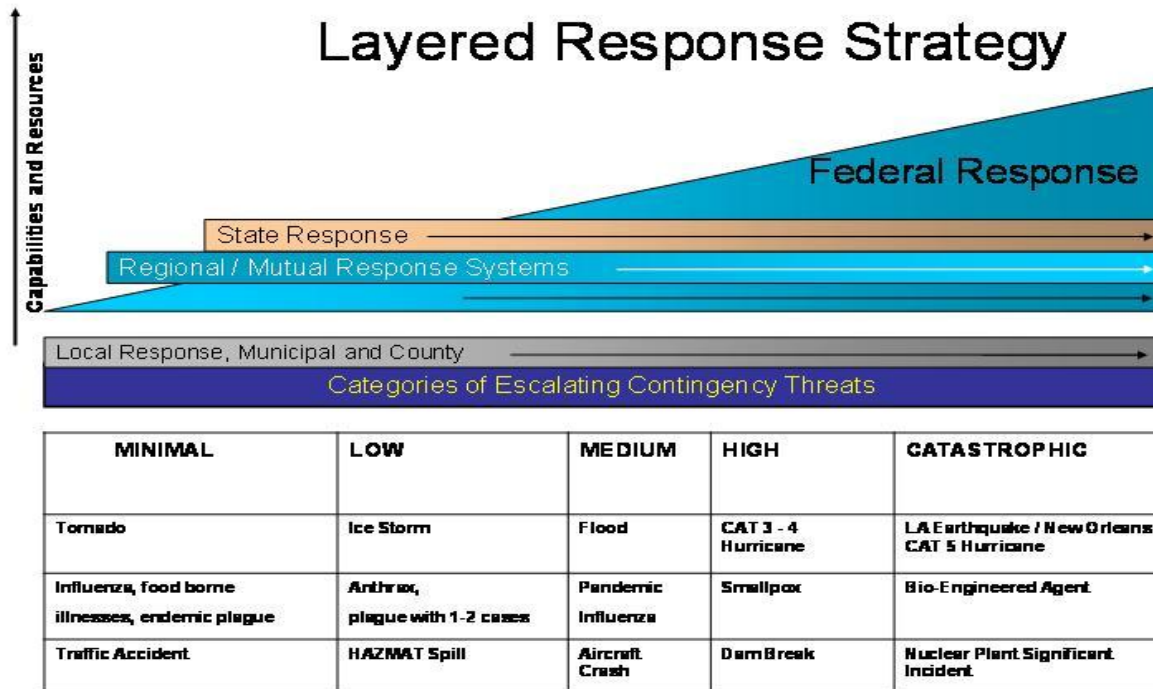 Layered Response Strategy
Capabilities and Resources
Federal Response
State Response
Regional / Mutual Response Systems
Local Response, Municipal and County
Categories of Escalating Contingency Threats
MINIMAL
LOW
MEDIUM
HIGH
CATASTROPHIC
Tornado
Ice Storm
Flood
CAT 3 - 4
Hurricane
LA Earthquake / New Orleans
CAT 5 Hurricane
Influenza, food borne
illnesses, endemic plague
Anthrax,
plague with 1-2 cases
Pandemic
Influenza
Smallpox
Bio-Engineered Agent
Traffic Accident
HAZMAT Spill
Aircraft
Crash
Dam Break
Nuclear Plant Significant
Incident